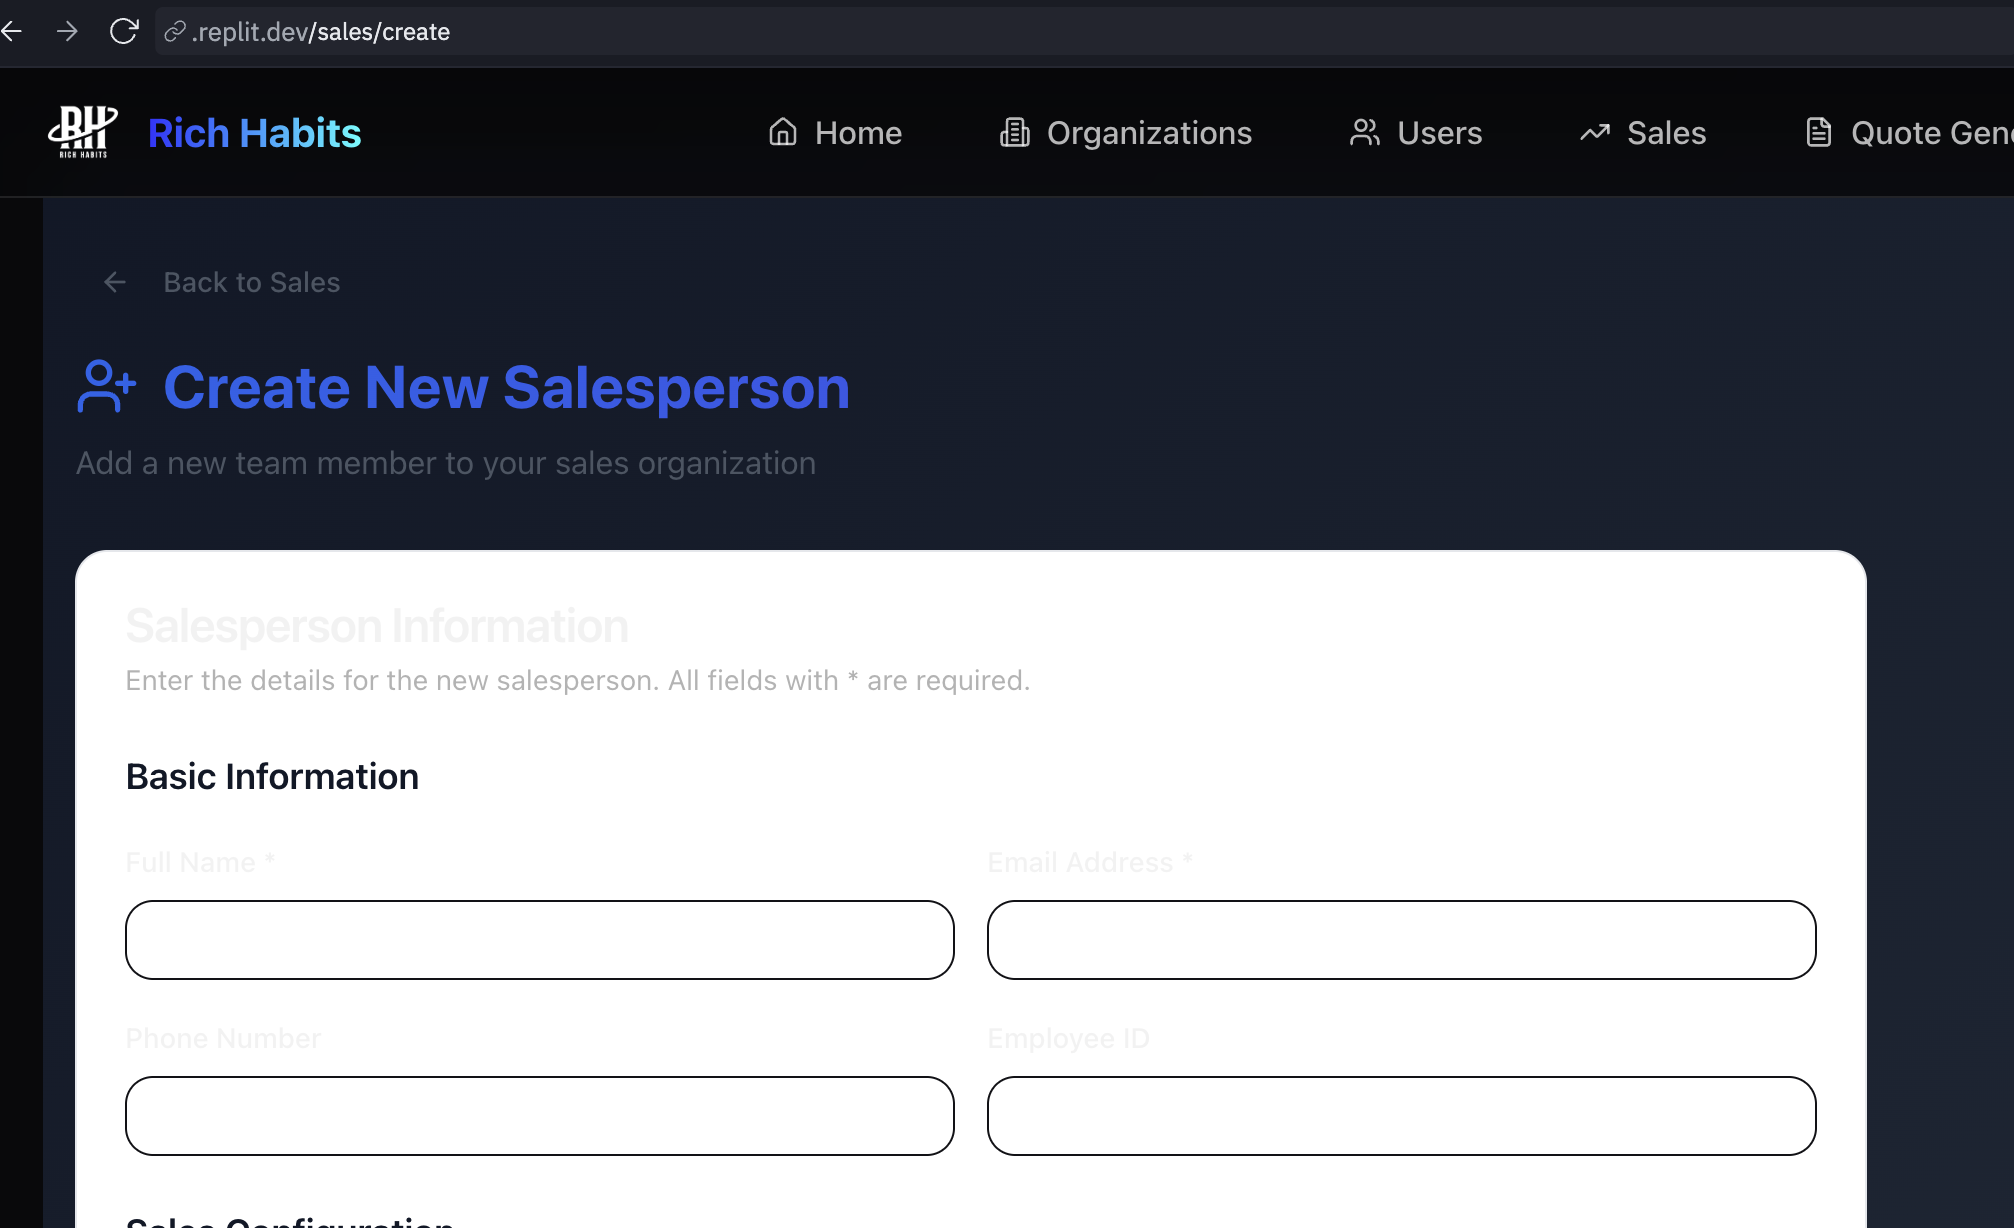 .replit.dev/sales/create
RH
RICH HABITS
Rich Habits
Home
Organizations
Users
Sales
Quote Gen
Back to Sales
Create New Salesperson
Add a new team member to your sales organization
Salesperson Information
Enter the details for the new salesperson. All fields with * are required.
Basic Information
Full Name *
Email Address *
Phone Number
Employee ID
Sales Configuration